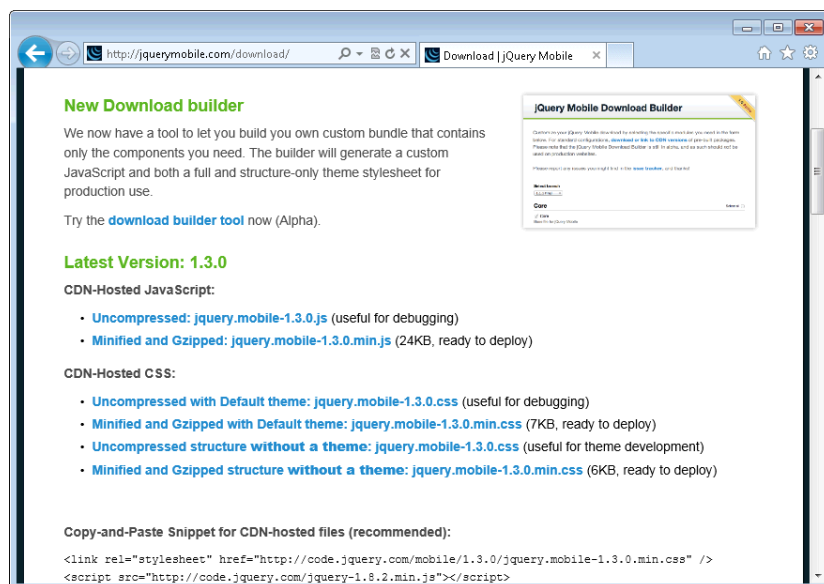 http://jquerymobile.com/download/
Download | jQuery Mobile
New Download builder
We now have a tool to let you build you own custom bundle that contains
only the components you need. The builder will generate a custom
JavaScript and both a full and structure-only theme stylesheet for
production use.
Try the download builder tool now (Alpha).
jQuery Mobile Download Builder
Latest Version: 1.3.0
CDN-Hosted JavaScript:
• Uncompressed: jquery.mobile-1.3.0.js (useful for debugging)
• Minified and Gzipped: jquery.mobile-1.3.0.min.js (24KB, ready to deploy)
CDN-Hosted CSS:
• Uncompressed with Default theme: jquery.mobile-1.3.0.css (useful for debugging)
• Minified and Gzipped with Default theme: jquery.mobile-1.3.0.min.css (7KB, ready to deploy)
• Uncompressed structure without a theme: jquery.mobile-1.3.0.css (useful for theme development)
• Minified and Gzipped structure without a theme: jquery.mobile-1.3.0.min.css (6KB, ready to deploy)
Copy-and-Paste Snippet for CDN-hosted files (recommended):
<link rel="stylesheet" href="http://code.jquery.com/mobile/1.3.0/jquery.mobile-1.3.0.min.css" />
<script src="http://code.jquery.com/jquery-1.8.2.min.js"></script>